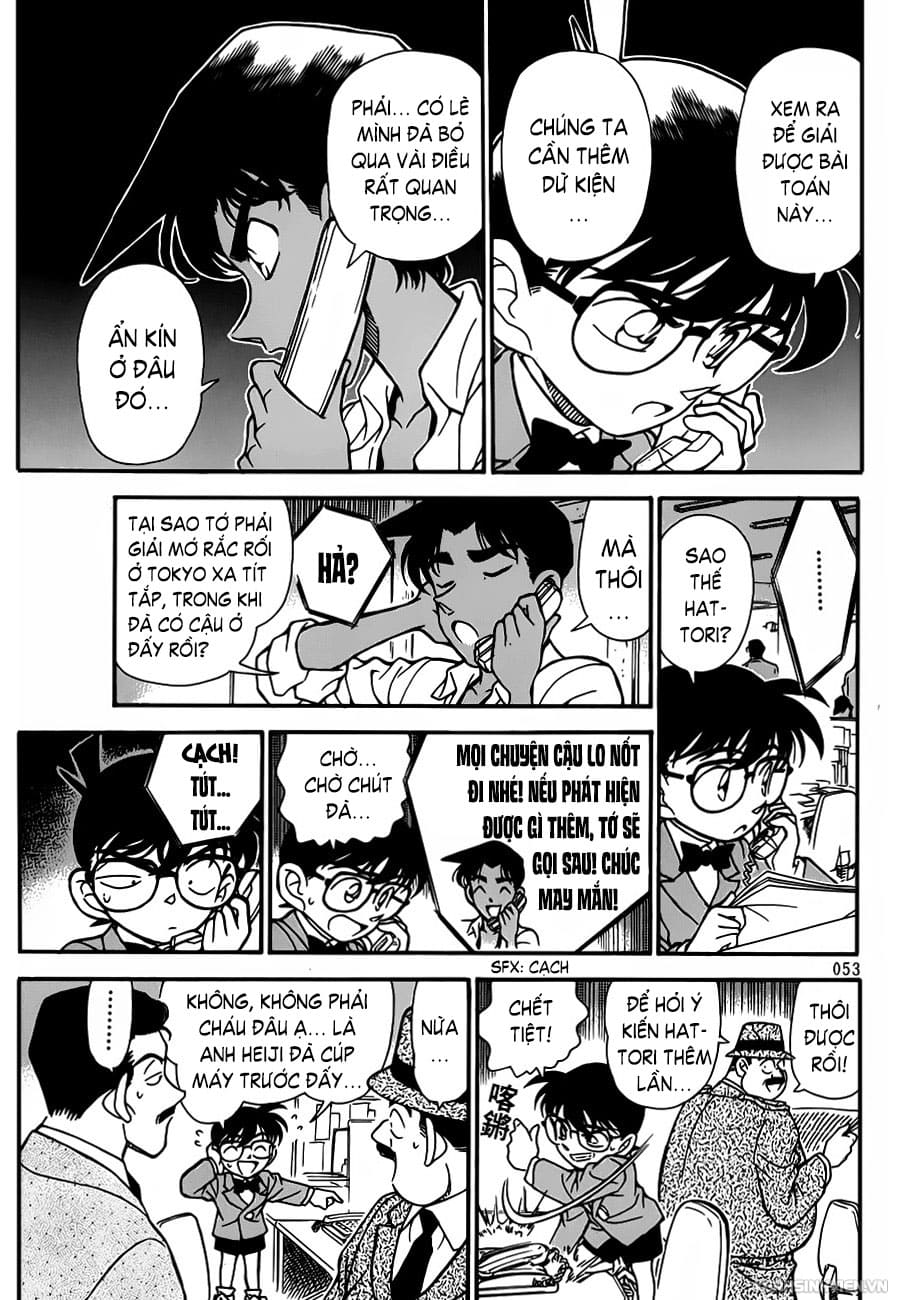 XEM RA
ĐỂ GIẢI
ĐƯỢC BÀI
TOÁN
NÀY...
CHÚNG TA
CẦN THÊM
DỮ KIỆN
...
PHẢI... CÓ LẼ
MÌNH ĐÃ BỎ
QUA VÀI ĐIỀU
RẤT QUAN
TRỌNG...
ẨN KÍN
Ở ĐÂU
ĐÓ...
......
SAO
THẾ
HAT-
TORI?
MÀ
THÔI
...
HẢ?
TẠI SAO TỚ PHẢI
GIẢI MỚ RẮC RỐI
Ở TOKYO XA TÍT
TẮP, TRONG KHI
ĐÃ CÓ CẬU Ở
ĐẤY RỒI?
MỌI CHUYỆN CẬU LO NỐT
ĐI NHÉ! NẾU PHÁT HIỆN
ĐƯỢC GÌ THÊM, TỚ SẼ
GỌI SAU! CHÚC
MAY MẮN!
CHỜ...
CHỜ CHÚT
ĐÃ...
CẠCH!
TÚT...
TÚT...
SFX: CẠCH
053
THÔI
ĐƯỢC
RỒI!
ĐỂ HỎI Ý
KIẾN HAT-
TORI THÊM
LẦN...
CHẾT
TIỆT!
喀
鏘
NỮA
...
KHÔNG, KHÔNG PHẢI
CHÁU ĐÂU Ạ... LÀ
ANH HEIJI ĐÃ CÚP
MÁY TRƯỚC ĐẤY...
......